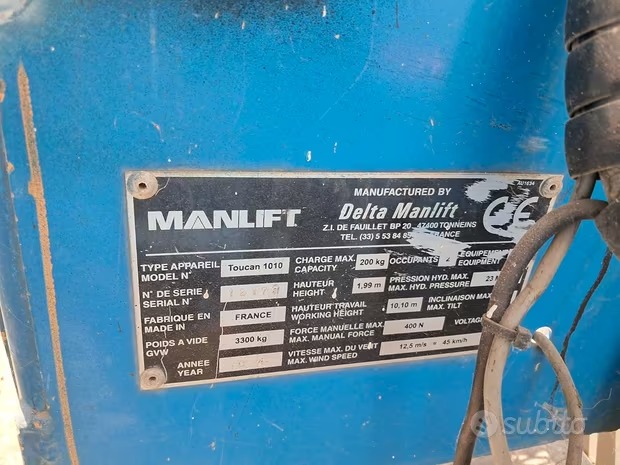 MANUFACTURED BY
MANLIFT Delta Manlift CE
Z.I. DE FAUILLET BP 20 47400 TONNEINS
TEL. (33) 5 53 84 FRANCE
TYPE APPAREIL MODEL N° Toucan 1010
CHARGE MAX. CAPACITY 200 kg
OCCUPANTS EQUIPEMENT EQUIPMENT
N° DE SERIE SERIAL N°
HAUTEUR HEIGHT 1,99 m
PRESSION HYD. MAX. MAX. HYD. PRESSURE 23
FABRIQUE EN MADE IN FRANCE
HAUTEUR TRAVAIL WORKING HEIGHT 10,10 m
INCLINAISON MAX. MAX. TILT
POIDS A VIDE GVW 3300 kg
FORCE MANUELLE MAX. MAX. MANUAL FORCE 400 N
VOLTAGE
ANNEE YEAR
VITESSE MAX. DU VENT MAX. WIND SPEED 12,5 m/s = 45 km/h
subito